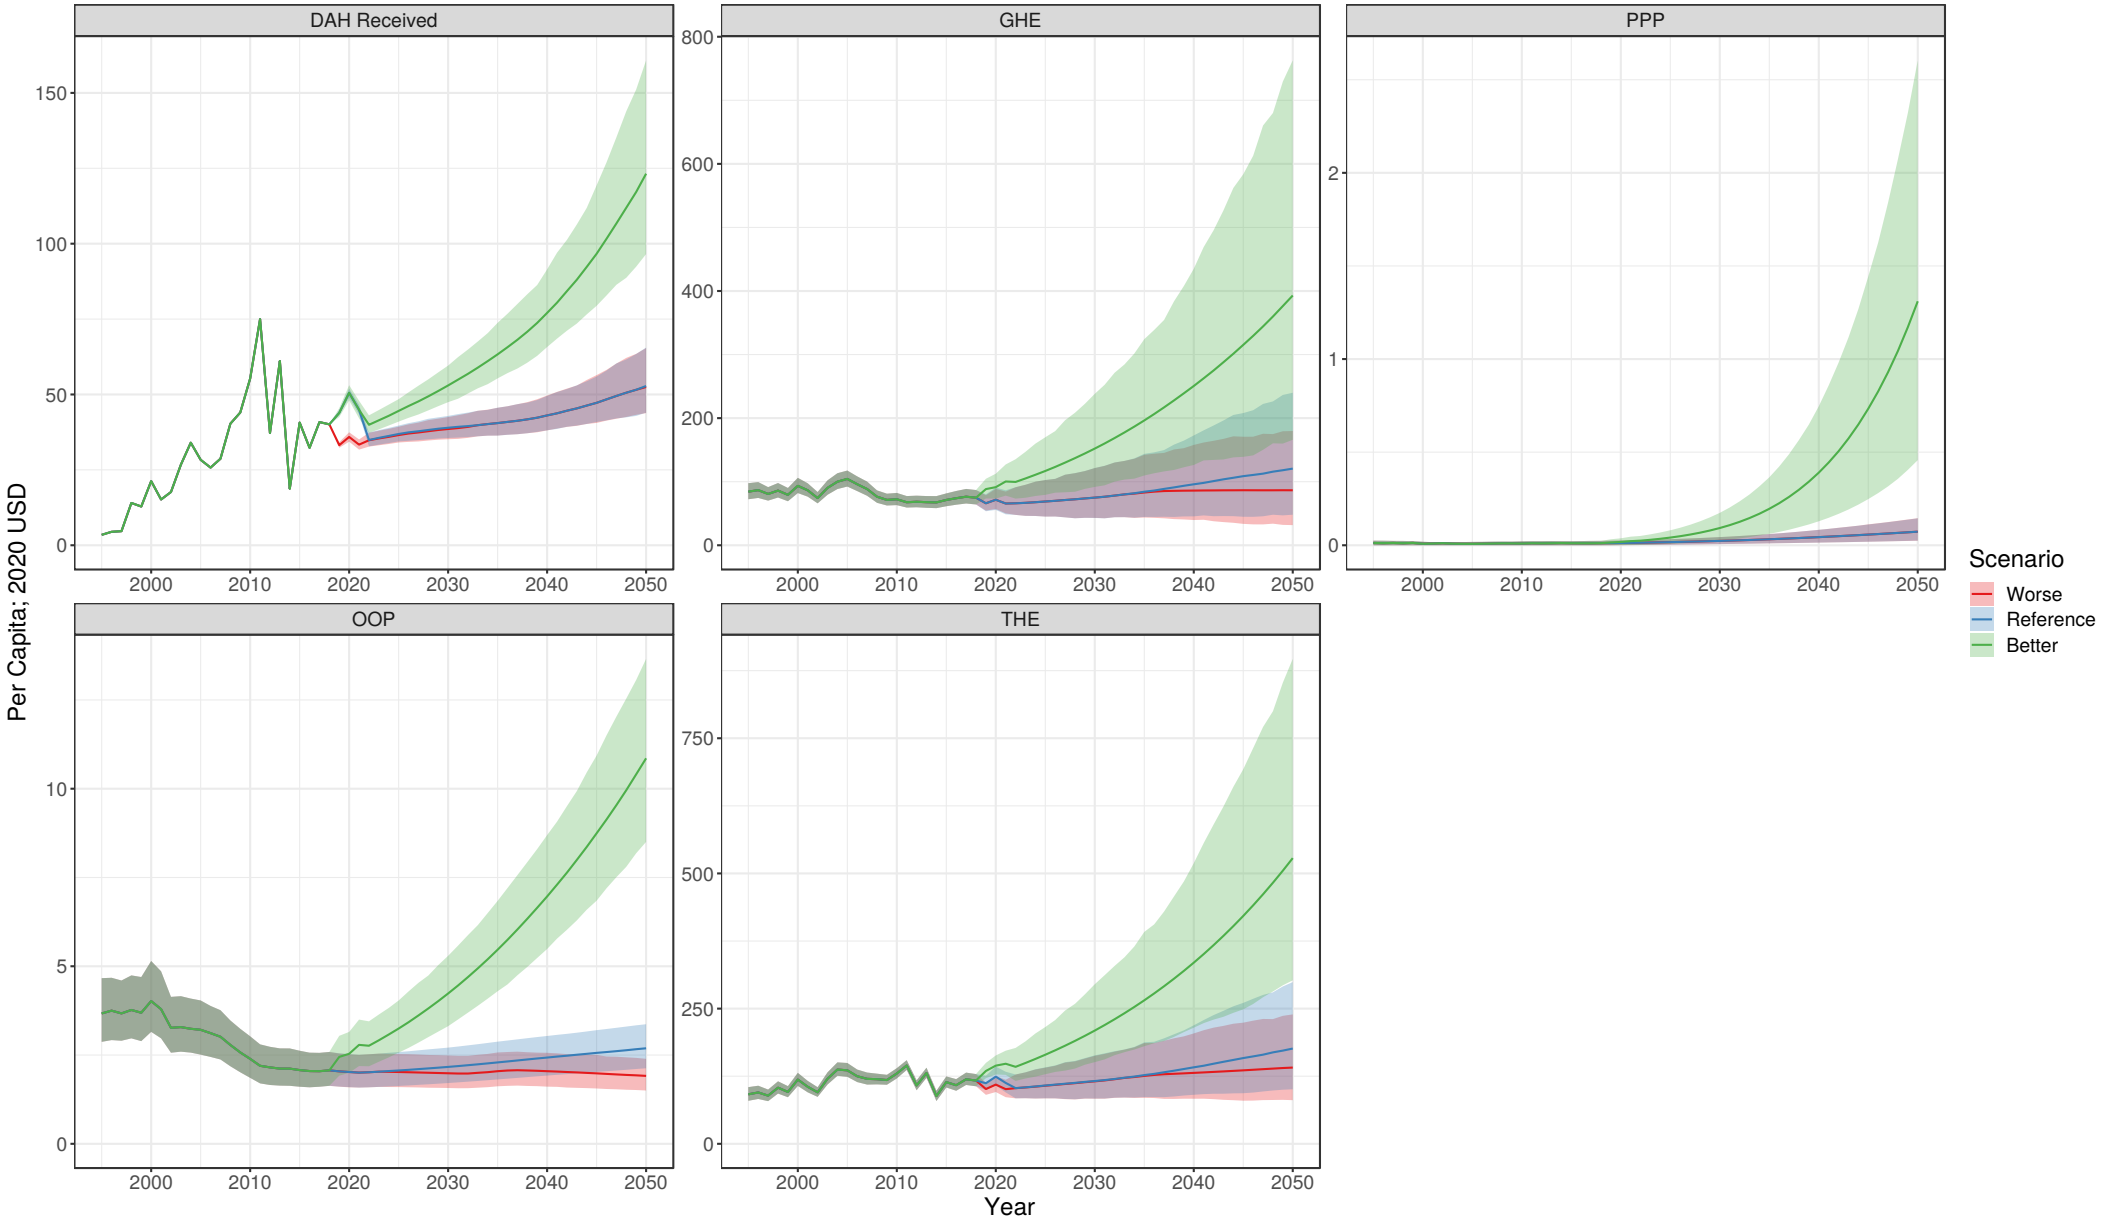 DAH Received
GHE
PPP
150
100
50
0
800
600
400
200
0
2
1
0
2000 2010 2020 2030 2040 2050
2000 2010 2020 2030 2040 2050
2000 2010 2020 2030 2040 2050
OOP
THE
10
5
0
750
500
250
0
2000 2010 2020 2030 2040 2050
2000 2010 2020 2030 2040 2050
Year
Per Capita; 2020 USD
Scenario
Worse
Reference
Better